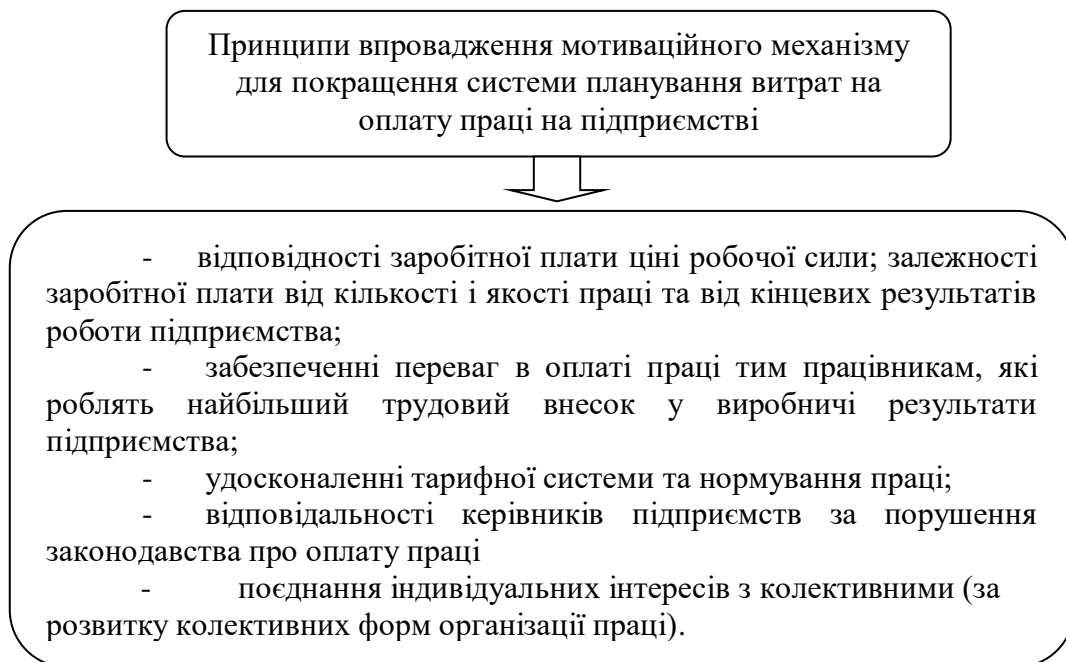 Принципи впровадження мотиваційного механізму
для покращення системи планування витрат на
оплату праці на підприємстві
- відповідності заробітної плати ціні робочої сили; залежності
заробітної плати від кількості і якості праці та від кінцевих результатів
роботи підприємства;
- забезпеченні переваг в оплаті праці тим працівникам, які
роблять найбільший трудовий внесок у виробничі результати
підприємства;
- удосконаленні тарифної системи та нормування праці;
- відповідальності керівників підприємств за порушення
законодавства про оплату праці
- поєднання індивідуальних інтересів з колективними (за
розвитку колективних форм організації праці).